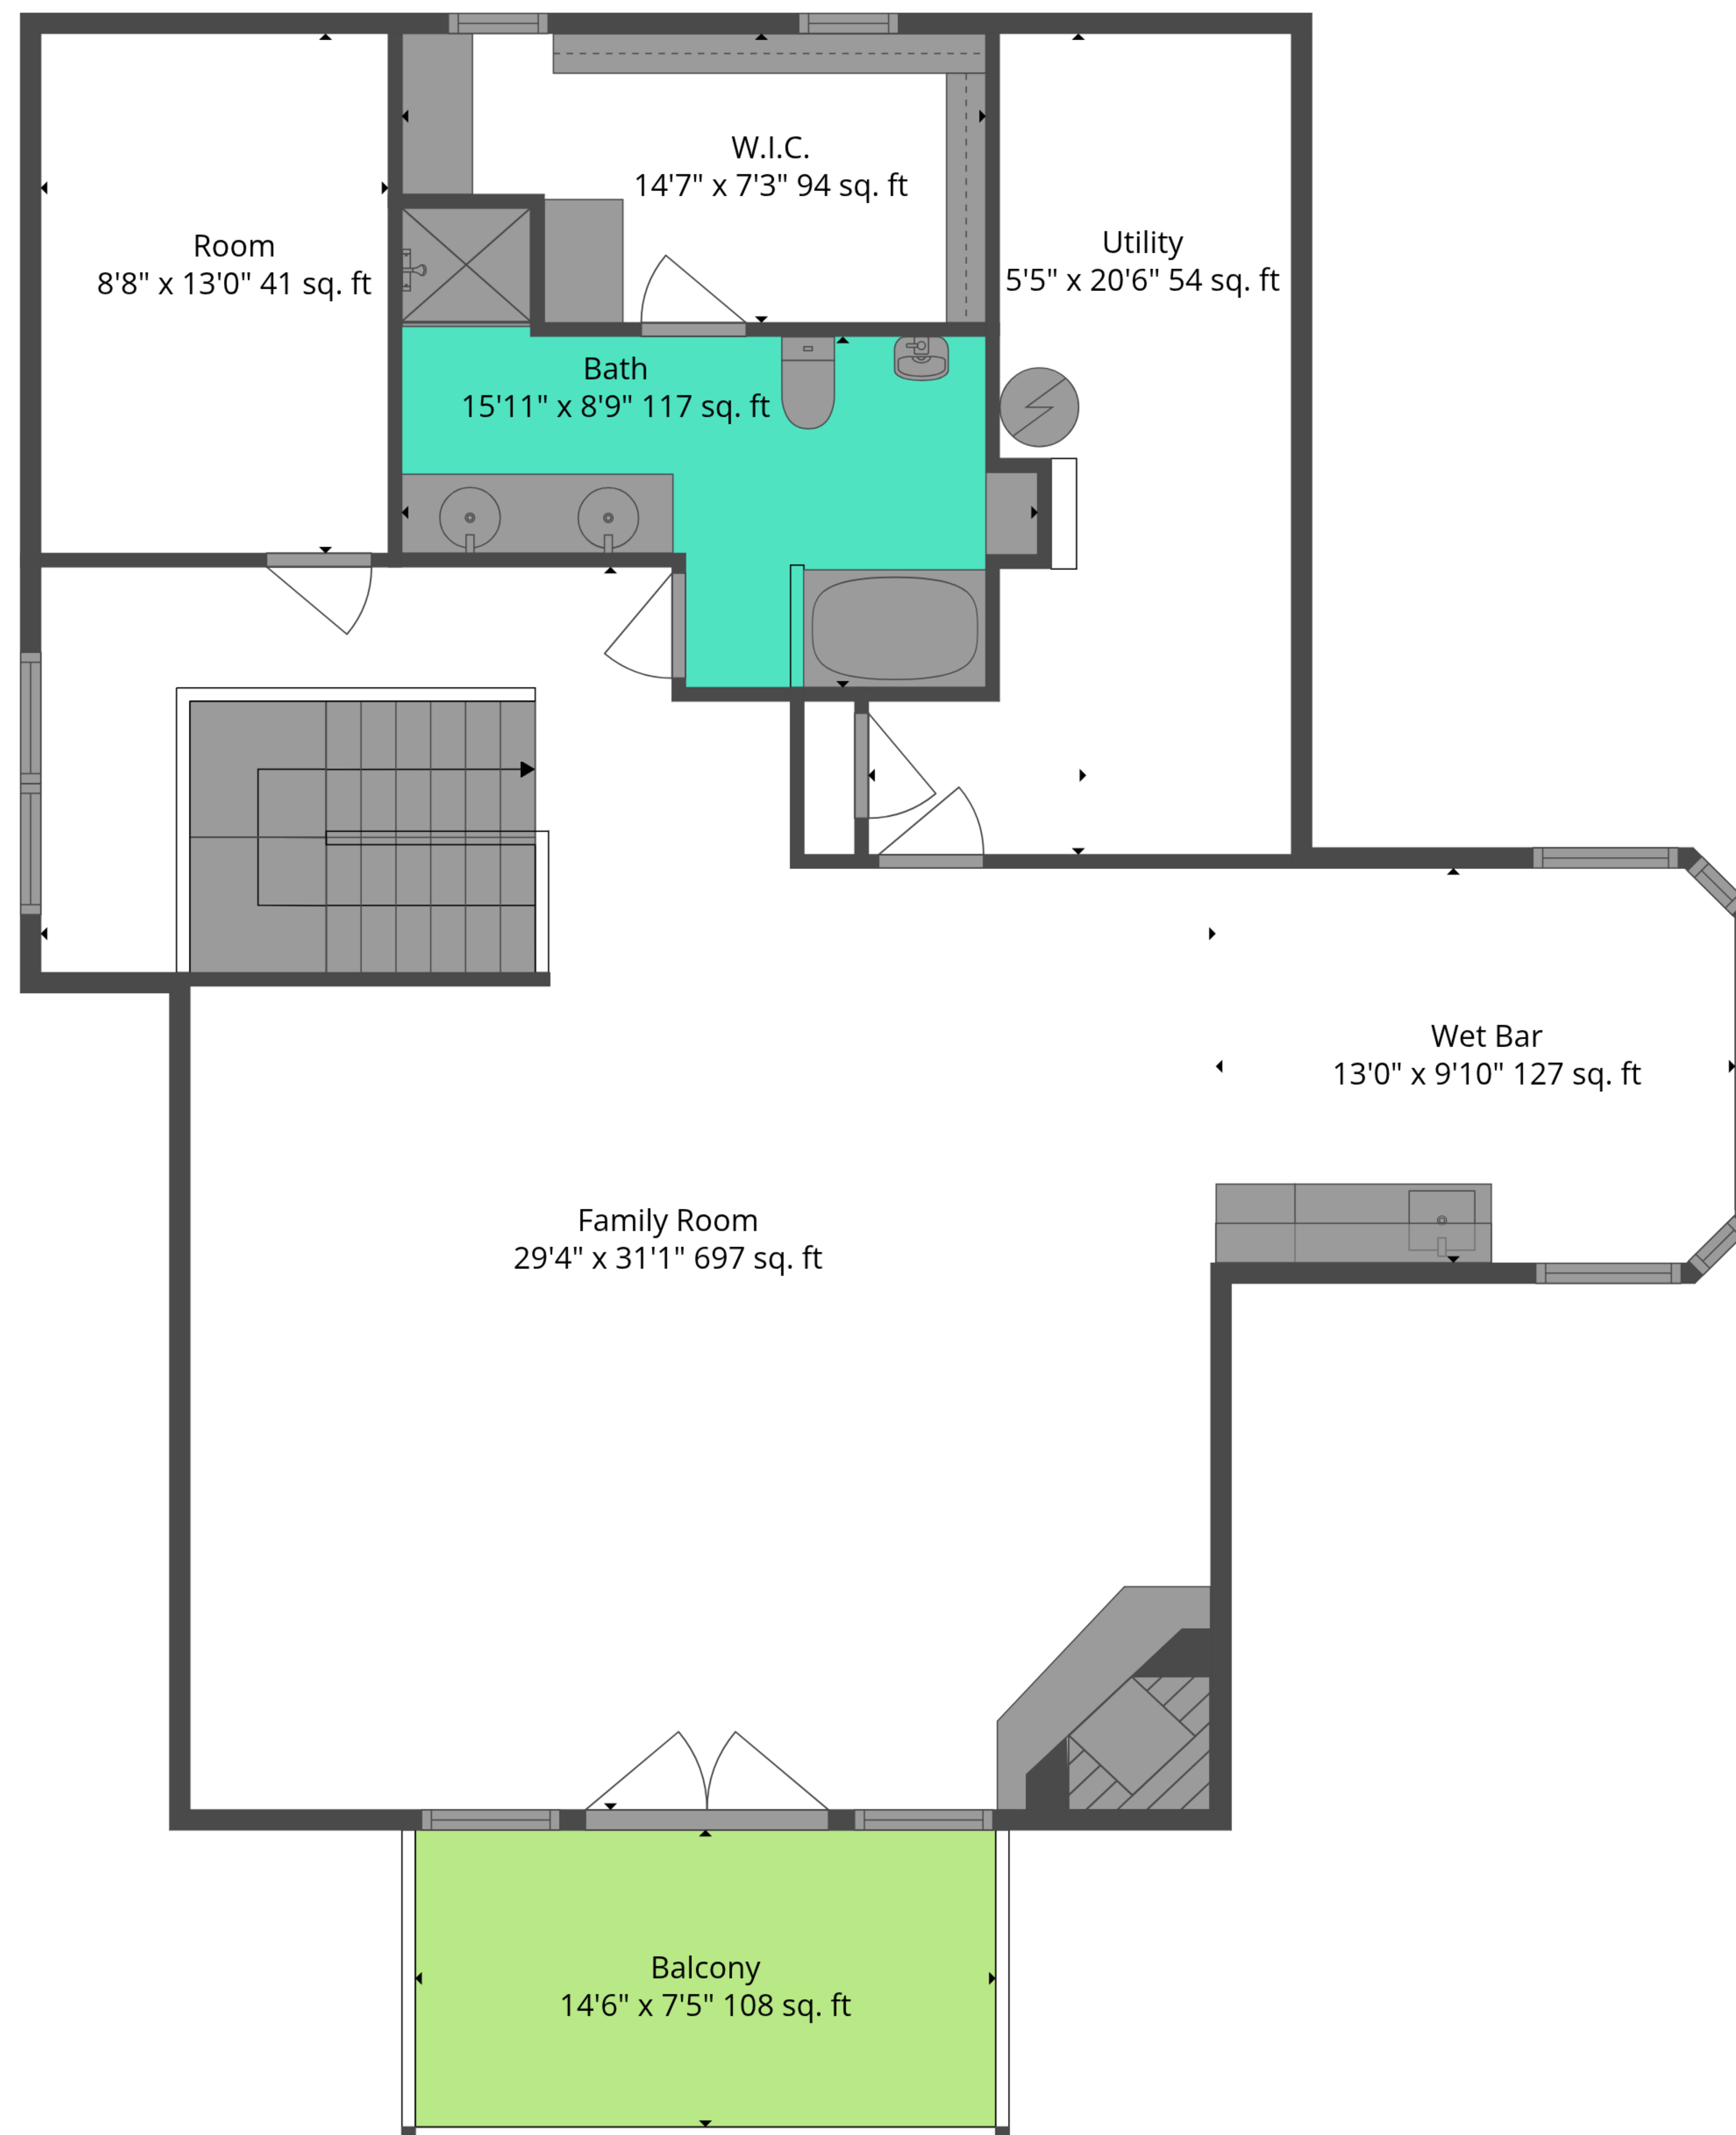 W.I.C.
14'7" x 7'3" 94 sq. ft
Room
8'8" x 13'0" 41 sq. ft
Utility
5'5" x 20'6" 54 sq. ft
Bath
15'11" x 8'9" 117 sq. ft
Wet Bar
13'0" x 9'10" 127 sq. ft
Family Room
29'4" x 31'1" 697 sq. ft
Balcony
14'6" x 7'5" 108 sq. ft